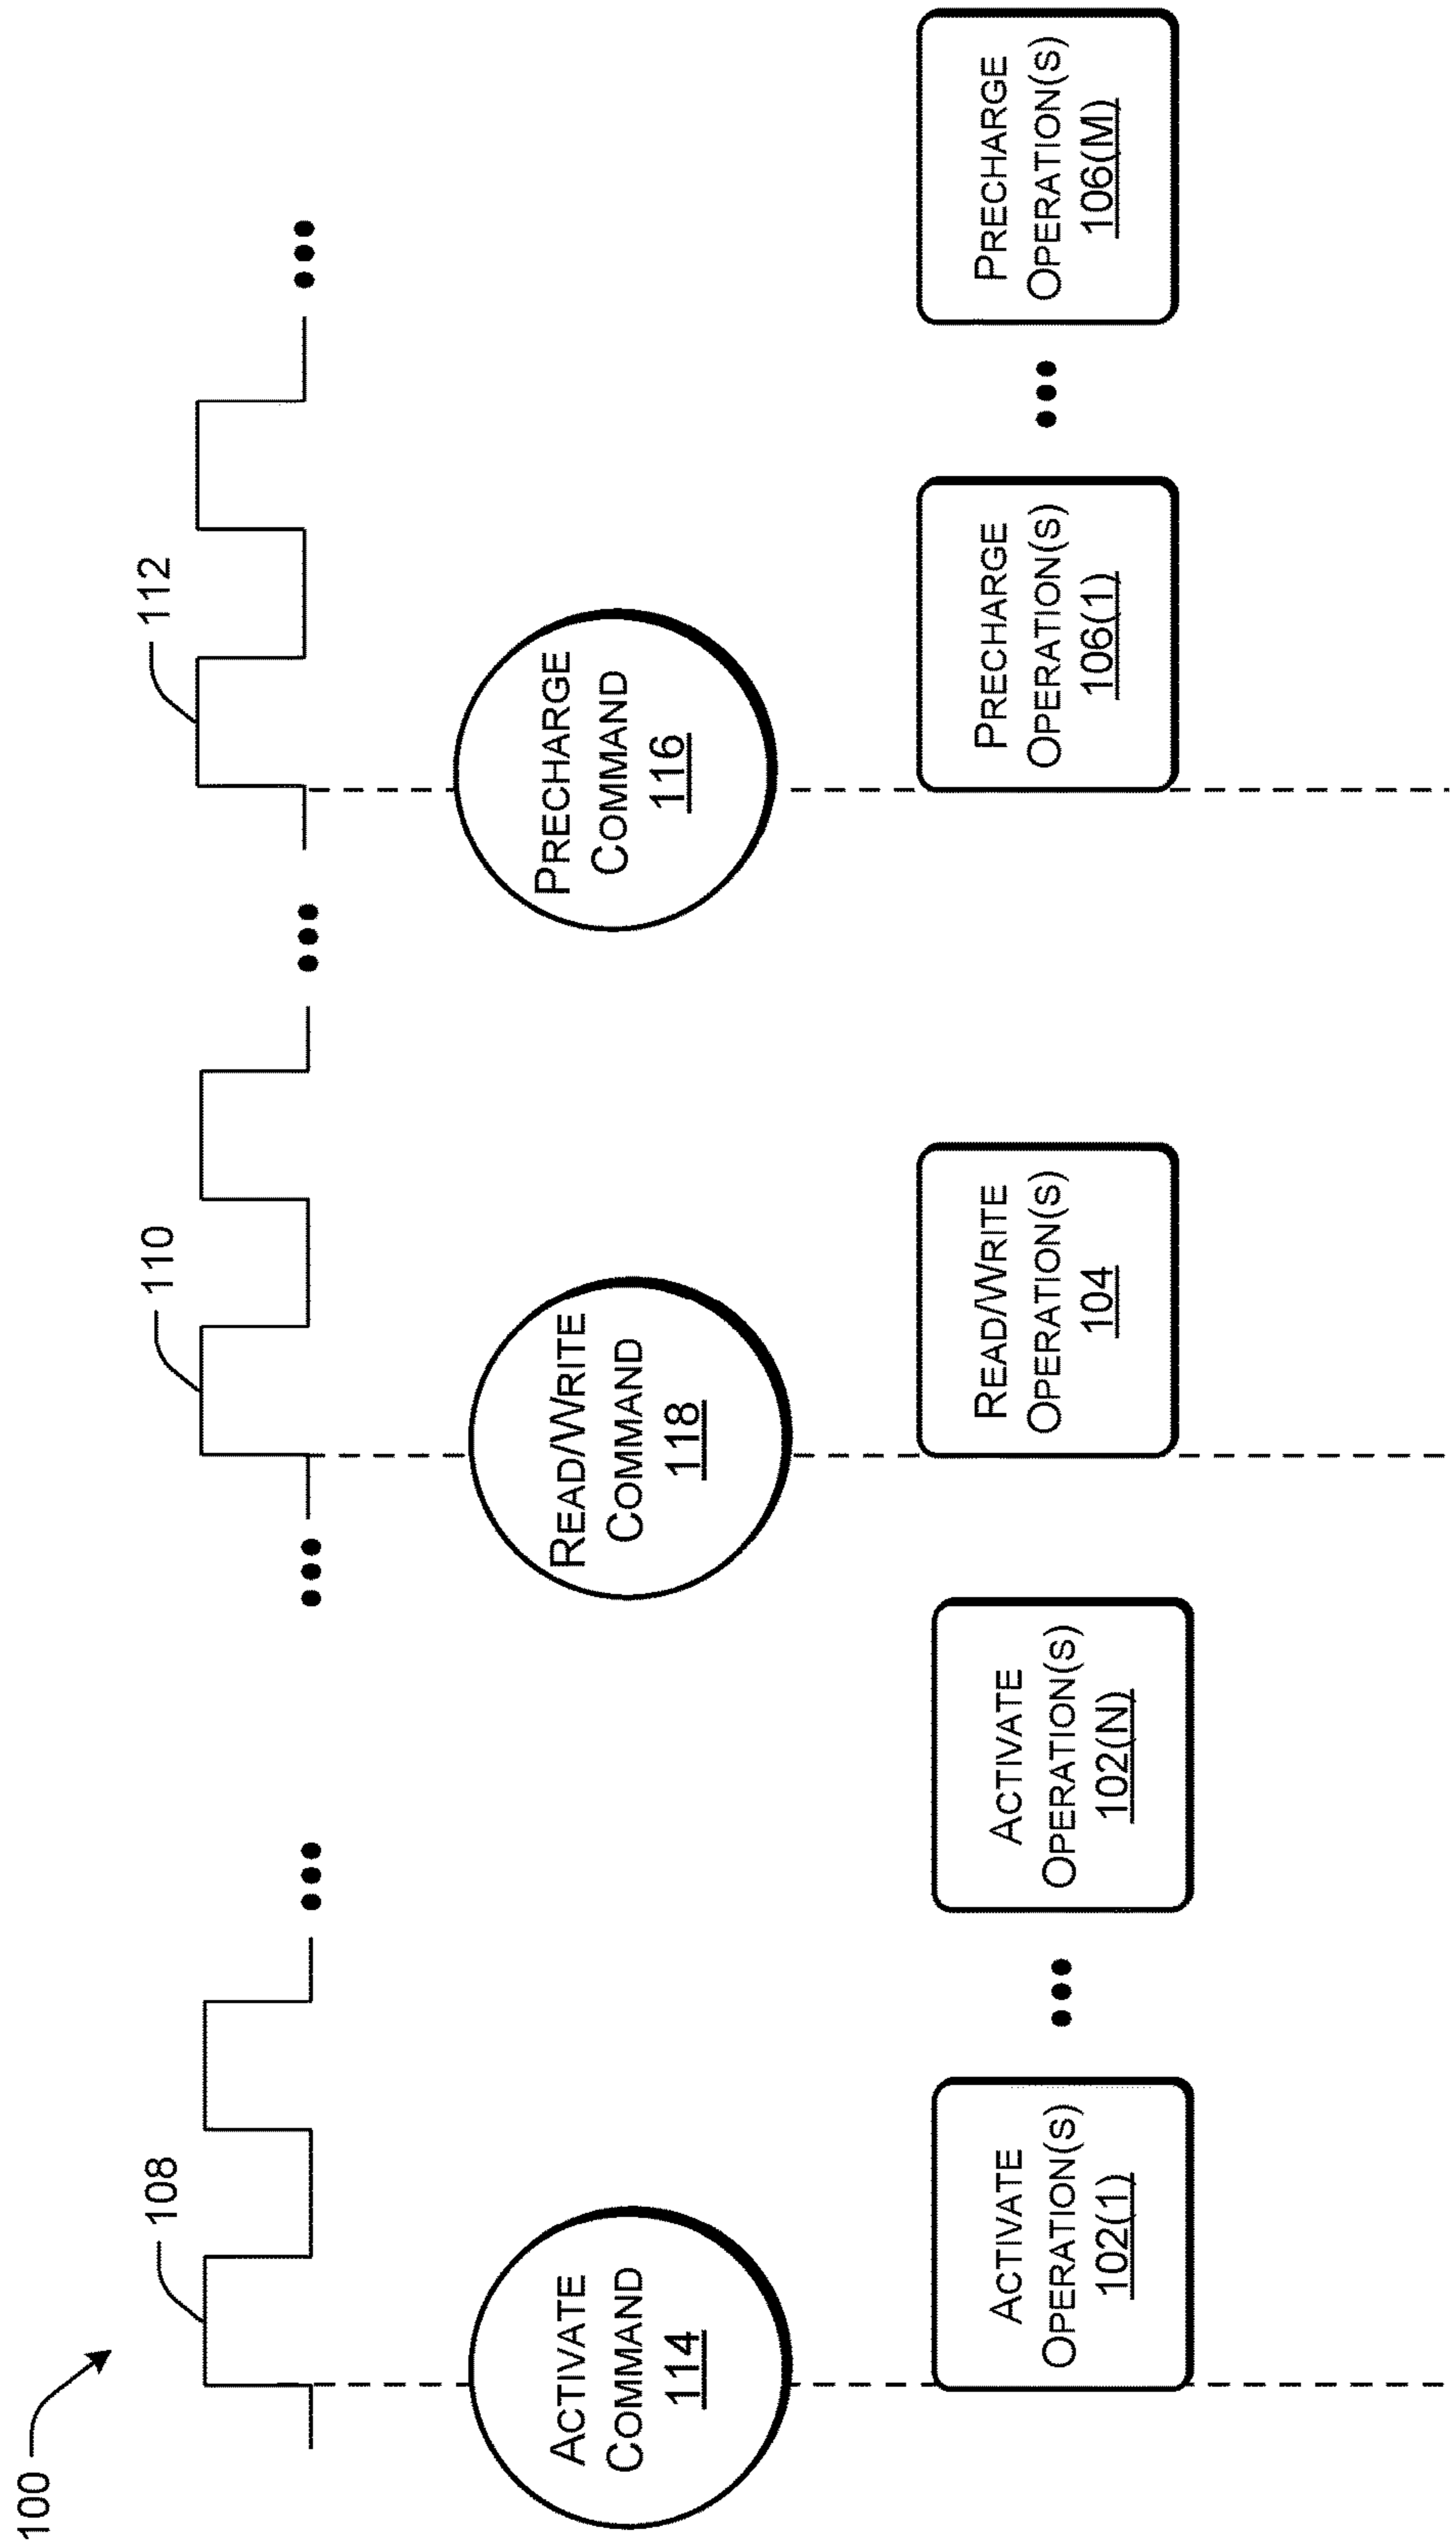 100
108
110
112
ACTIVATE
COMMAND
114
READ/WRITE
COMMAND
118
PRECHARGE
COMMAND
116
ACTIVATE
OPERATION(S)
102(1)
ACTIVATE
OPERATION(S)
102(N)
READ/WRITE
OPERATION(S)
104
PRECHARGE
OPERATION(S)
106(1)
PRECHARGE
OPERATION(S)
106(M)